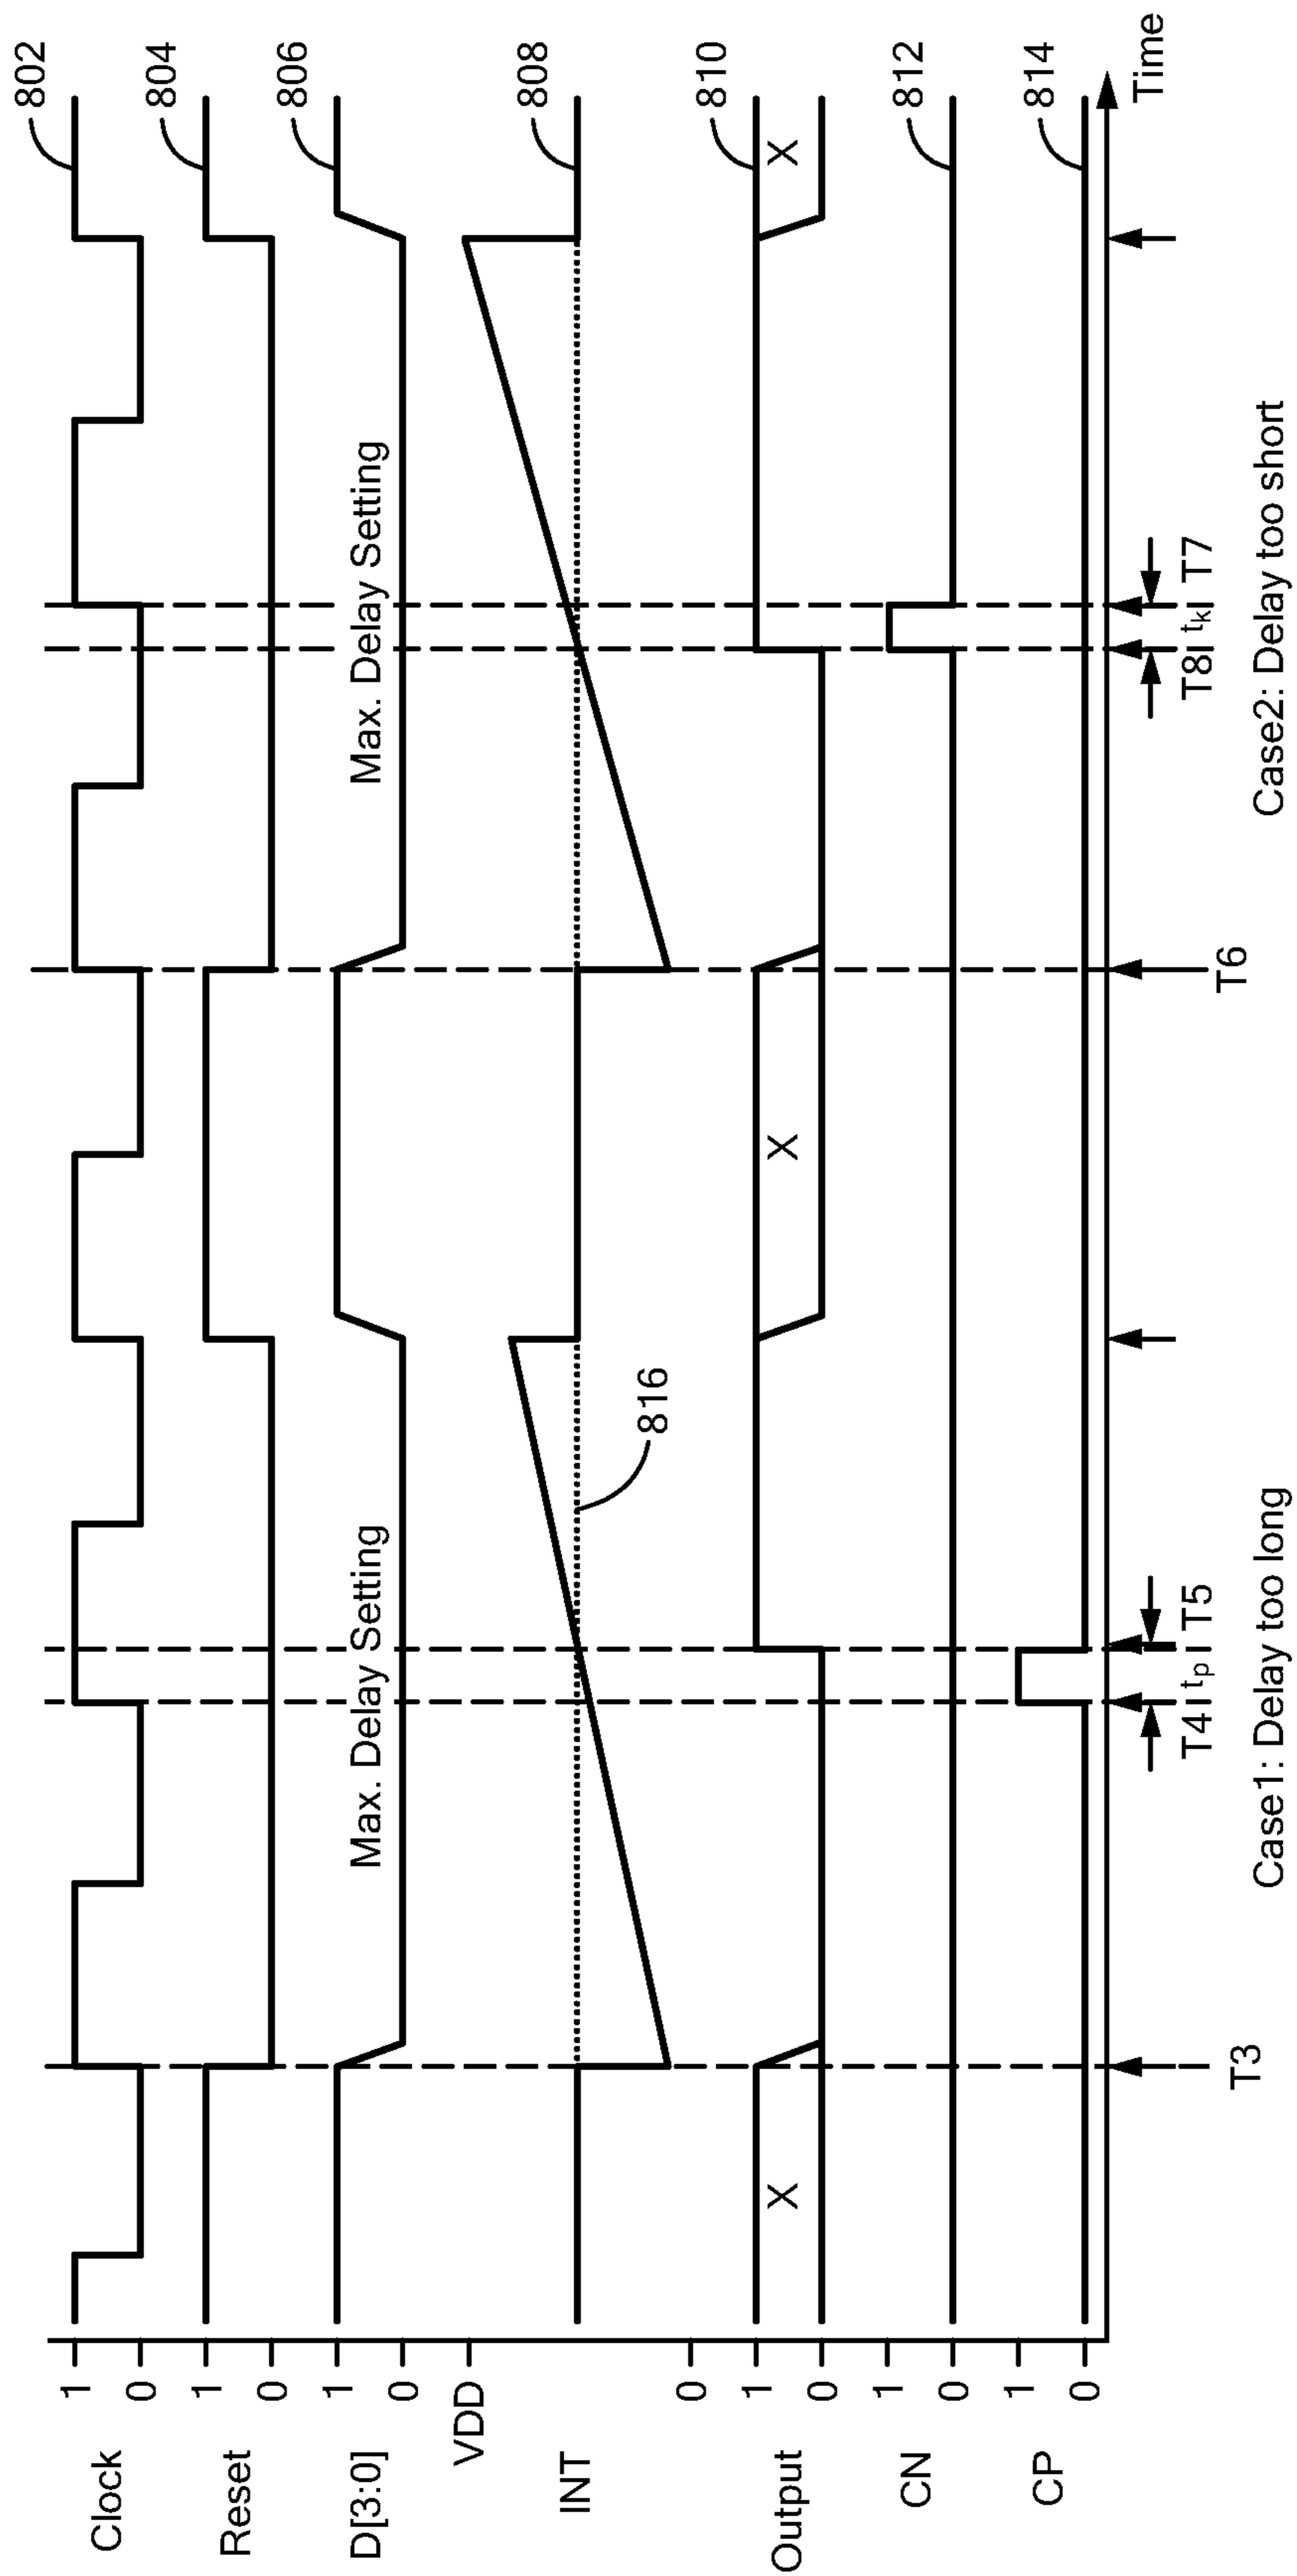 Clock 1 0 802
Reset 1 0 804
D[3:0] 1 0 806
Max. Delay Setting Max. Delay Setting
VDD
INT 808
816
0
Output 1 0 X X X 810
CN 1 0 812
CP 1 0 814
Time
T3 T4 tp T5 T6 T8 tk T7
Case1: Delay too long Case2: Delay too short